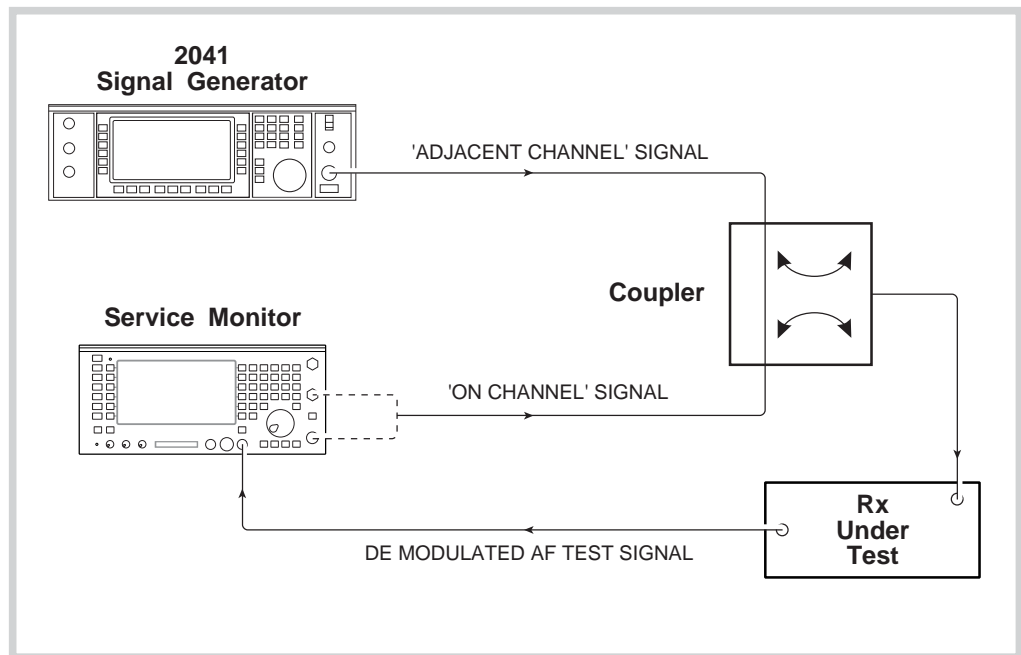 2041
Signal Generator
'ADJACENT CHANNEL' SIGNAL
Coupler
Service Monitor
'ON CHANNEL' SIGNAL
Rx
Under
Test
DE MODULATED AF TEST SIGNAL